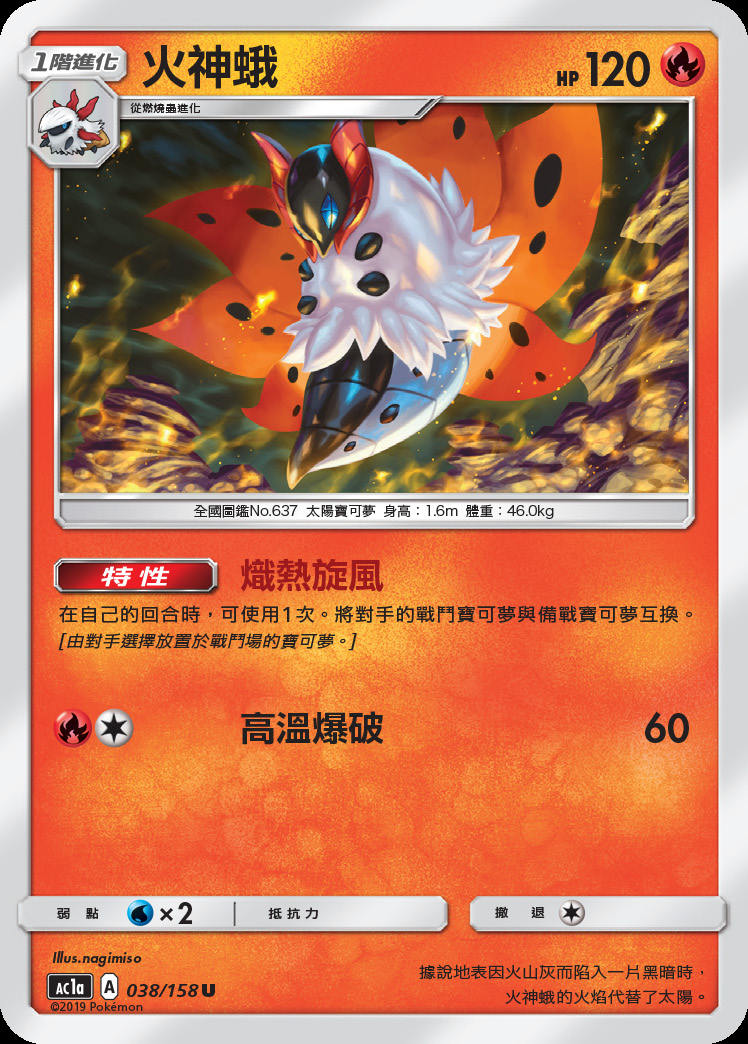 1階進化
火神蛾
HP 120
從燃燒蟲進化
全國圖鑑No.637 太陽寶可夢 身高：1.6m 體重：46.0kg
特性 熾熱旋風
在自己的回合時，可使用1次。將對手的戰鬥寶可夢與備戰寶可夢互換。
[由對手選擇放置於戰鬥場的寶可夢。]
高溫爆破 60
弱點 ×2 抵抗力 撤退
Illus.nagimiso
AC1a A 038/158 U
©2019 Pokémon
據說地表因火山灰而陷入一片黑暗時，
火神蛾的火焰代替了太陽。